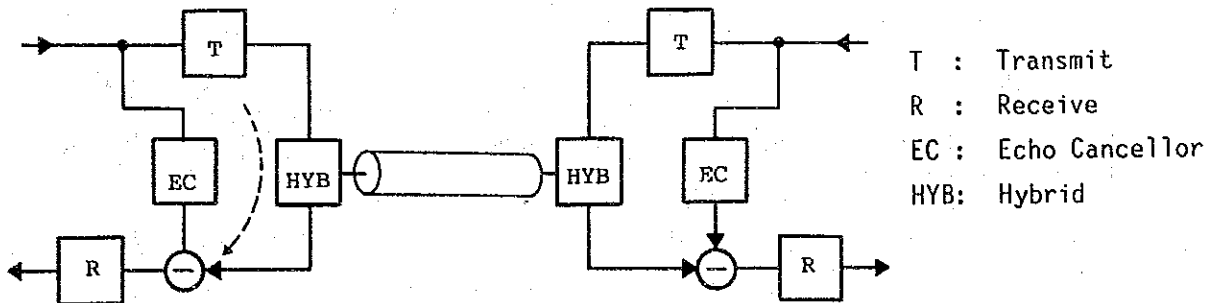 T
T
EC
HYB
HYB
EC
R
R
T : Transmit
R : Receive
EC : Echo Cancellor
HYB: Hybrid